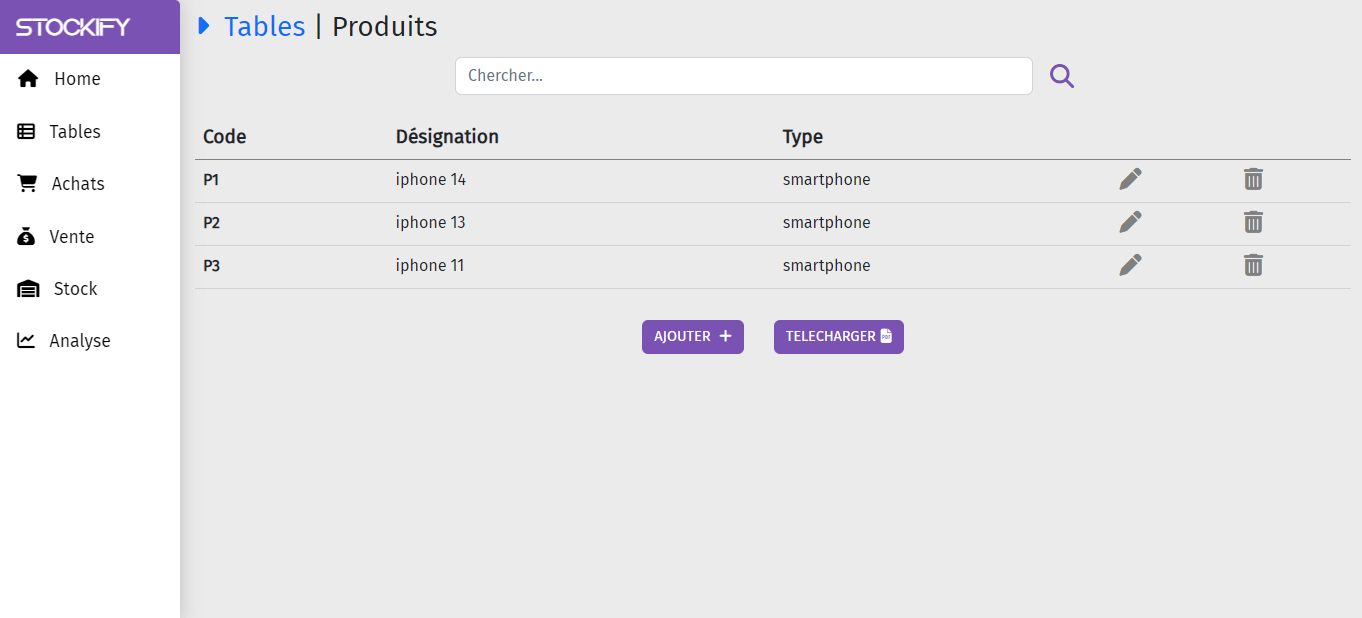 STOCKIFY
Tables | Produits
Home
Chercher...
Tables
Code Désignation Type
Achats
P1 iphone 14 smartphone
Vente
P2 iphone 13 smartphone
Stock
P3 iphone 11 smartphone
Analyse
AJOUTER + TELECHARGER PDF